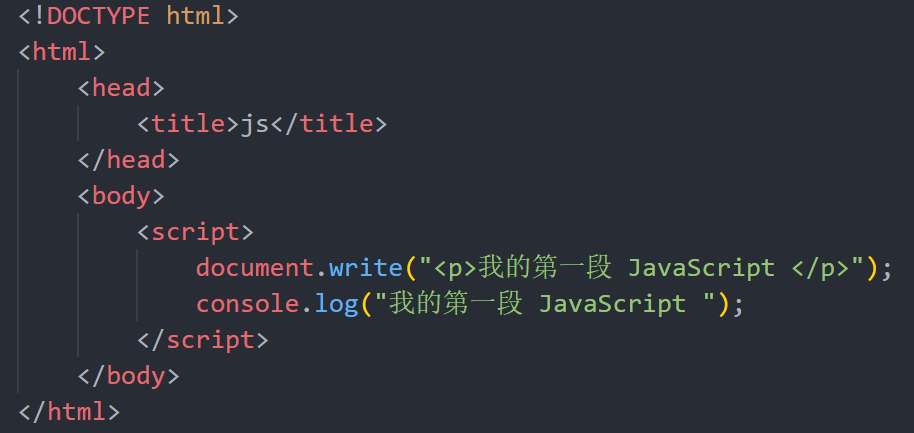 <!DOCTYPE html>
<html>
    <head>
        <title>js</title>
    </head>
    <body>
        <script>
            document.write("<p>我的第一段 JavaScript </p>");
            console.log("我的第一段 JavaScript ");
        </script>
    </body>
</html>